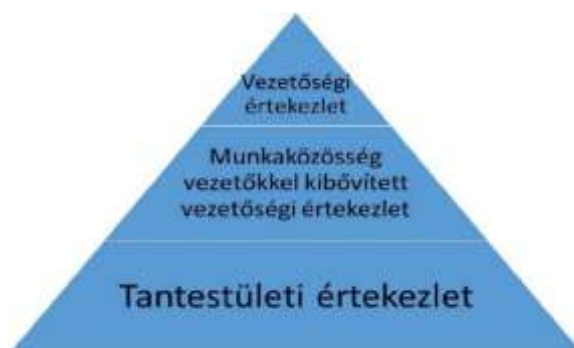 Vezetőségi
értekezlet
Munkaközösség
vezetőkkel kibővített
vezetőségi értekezlet
Tantestületi értekezlet